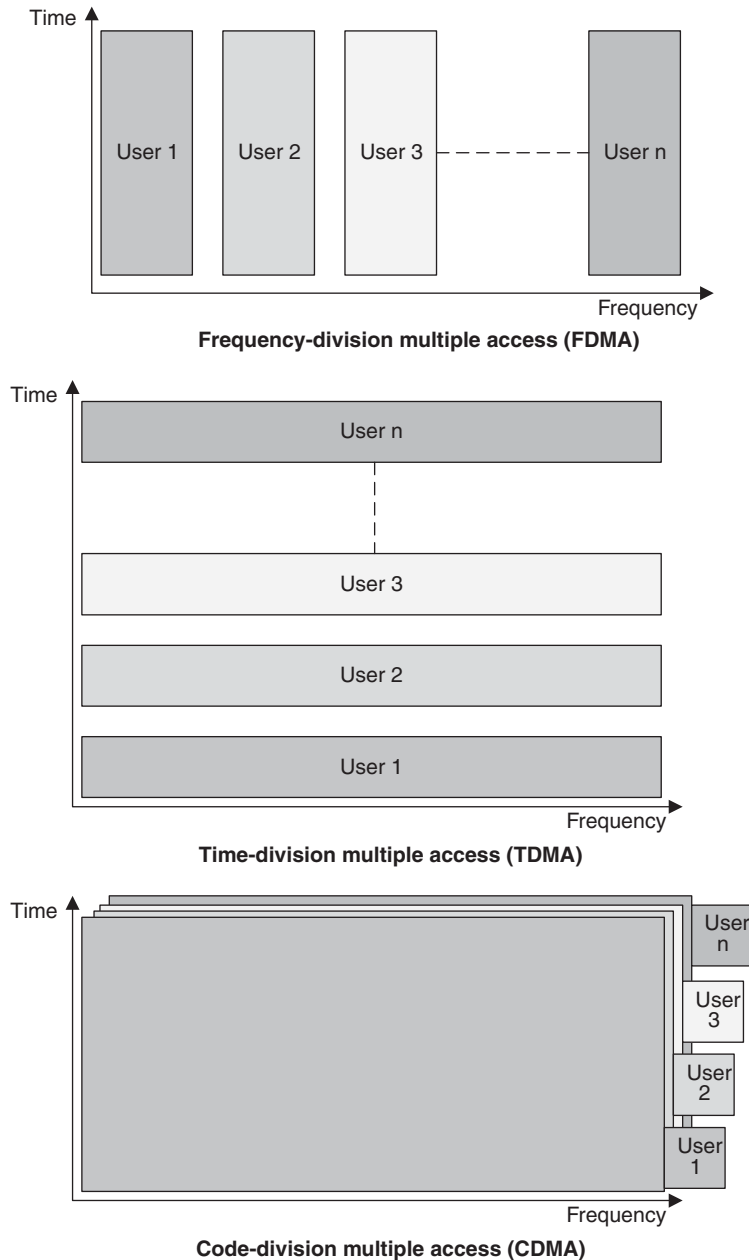 Time
User 1
User 2
User 3
User n
Frequency
Frequency-division multiple access (FDMA)
Time
User n
User 3
User 2
User 1
Frequency
Time-division multiple access (TDMA)
Time
User
n
User
3
User
2
User
1
Frequency
Code-division multiple access (CDMA)